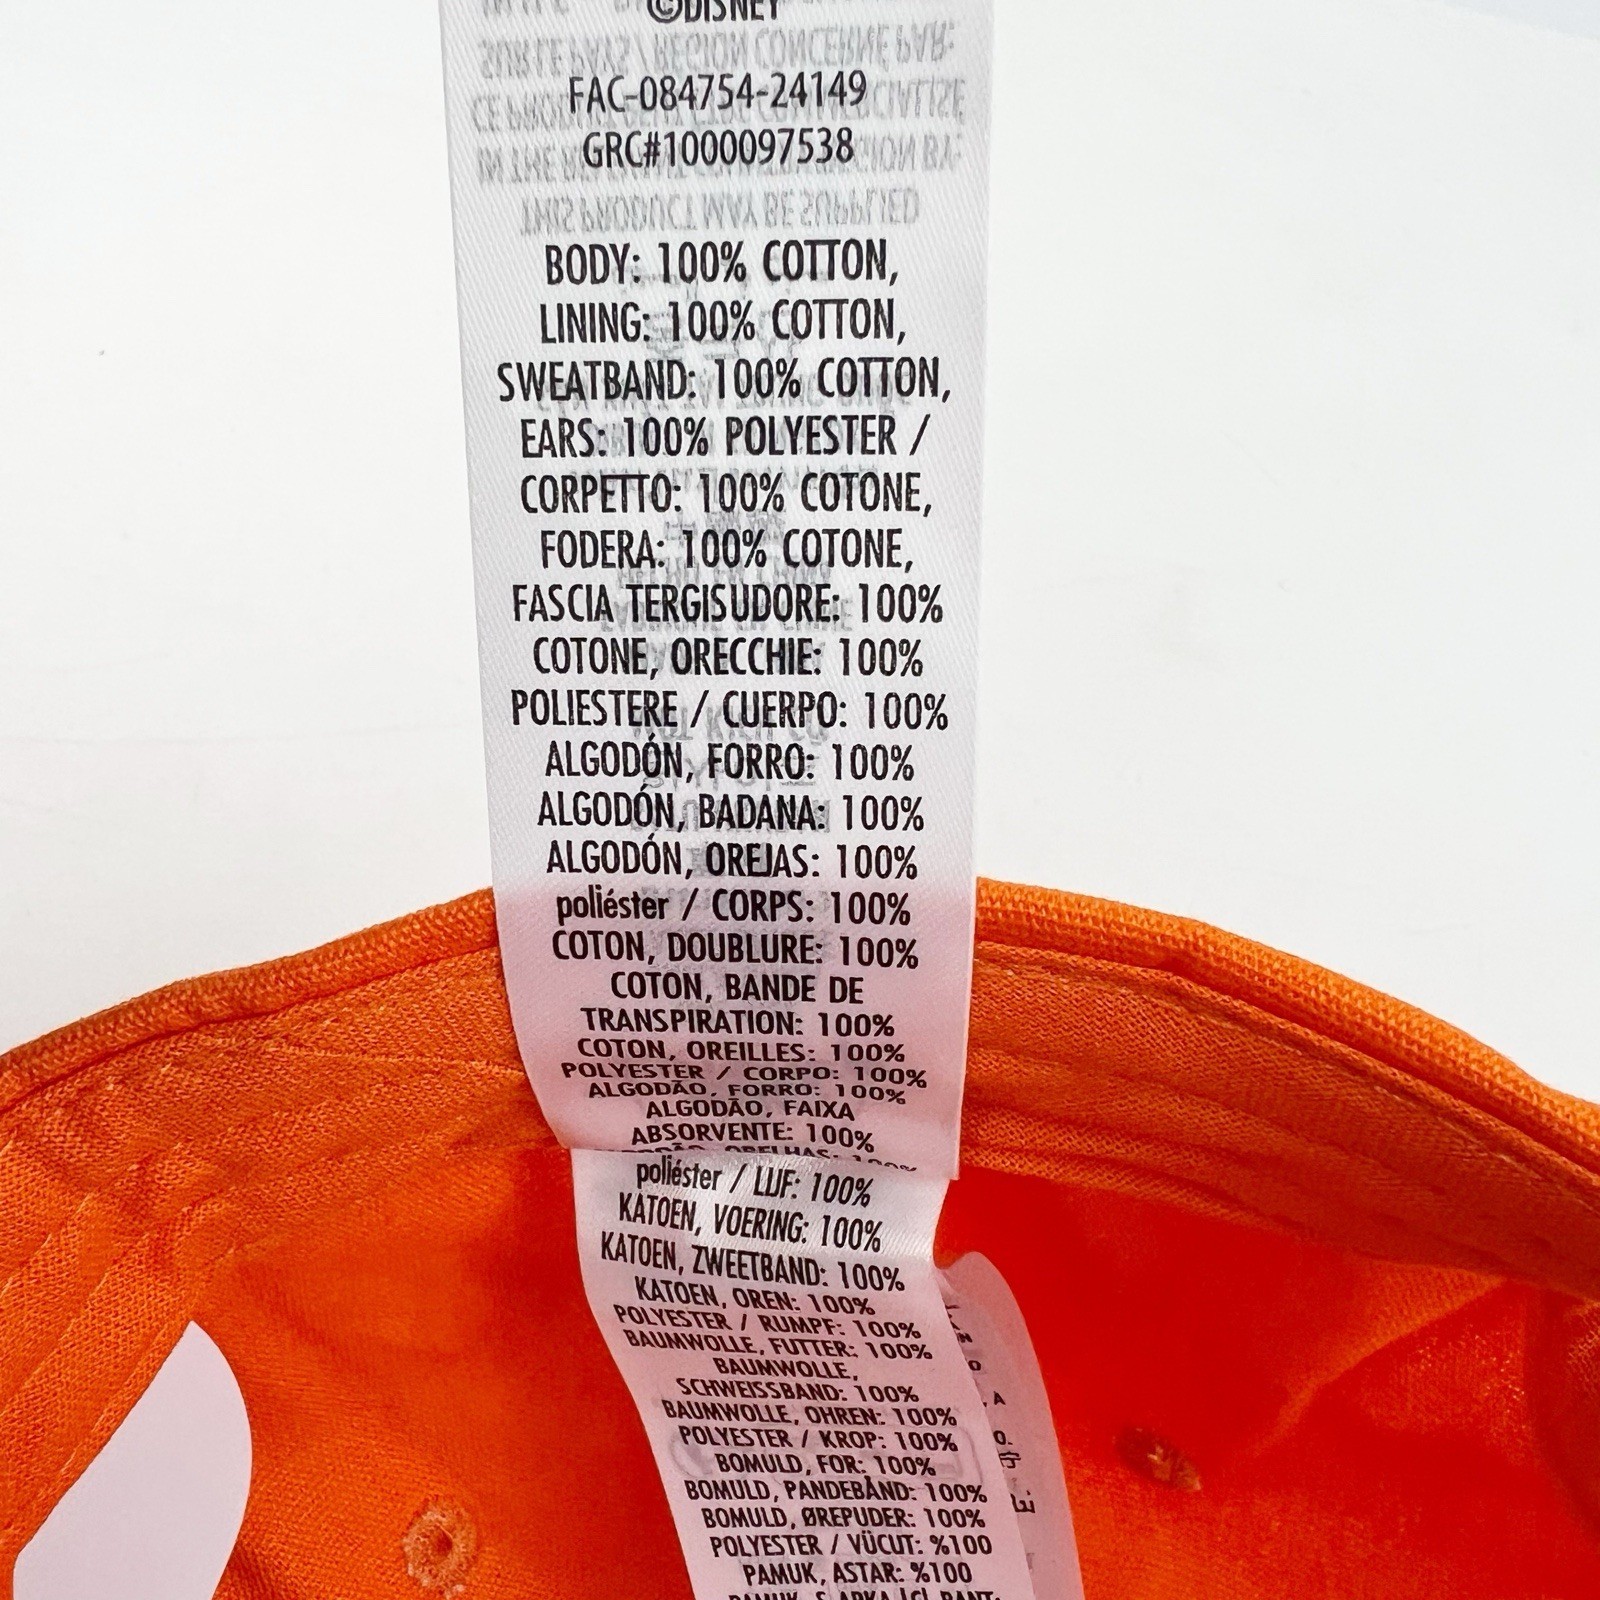 ©DISNEY
FAC-084754-24149
GRC#1000097538
BODY: 100% COTTON,
LINING: 100% COTTON,
SWEATBAND: 100% COTTON,
EARS: 100% POLYESTER /
CORPETTO: 100% COTONE,
FODERA: 100% COTONE,
FASCIA TERGISUDORE: 100%
COTONE, ORECCHIE: 100%
POLIESTERE / CUERPO: 100%
ALGODÓN, FORRO: 100%
ALGODÓN, BADANA: 100%
ALGODÓN, OREJAS: 100%
poliéster / CORPS: 100%
COTON, DOUBLURE: 100%
COTON, BANDE DE
TRANSPIRATION: 100%
COTON, OREILLES: 100%
POLYESTER / CORPO: 100%
ALGODÃO, FORRO: 100%
ALGODÃO, FAIXA
ABSORVENTE: 100%
ORELHAS: 100%
poliéster / LIJF: 100%
KATOEN, VOERING: 100%
KATOEN, ZWEETBAND: 100%
KATOEN, OREN: 100%
POLYESTER / RUMPF: 100%
BAUMWOLLE, FUTTER: 100%
BAUMWOLLE,
SCHWEISSBAND: 100%
BAUMWOLLE, OHREN: 100%
POLYESTER / KROP: 100%
BOMULD, FOR: 100%
BOMULD, PANDEBÅND: 100%
BOMULD, ØREPUDER: 100%
POLYESTER / VÜCUT: %100
PAMUK, ASTAR: %100